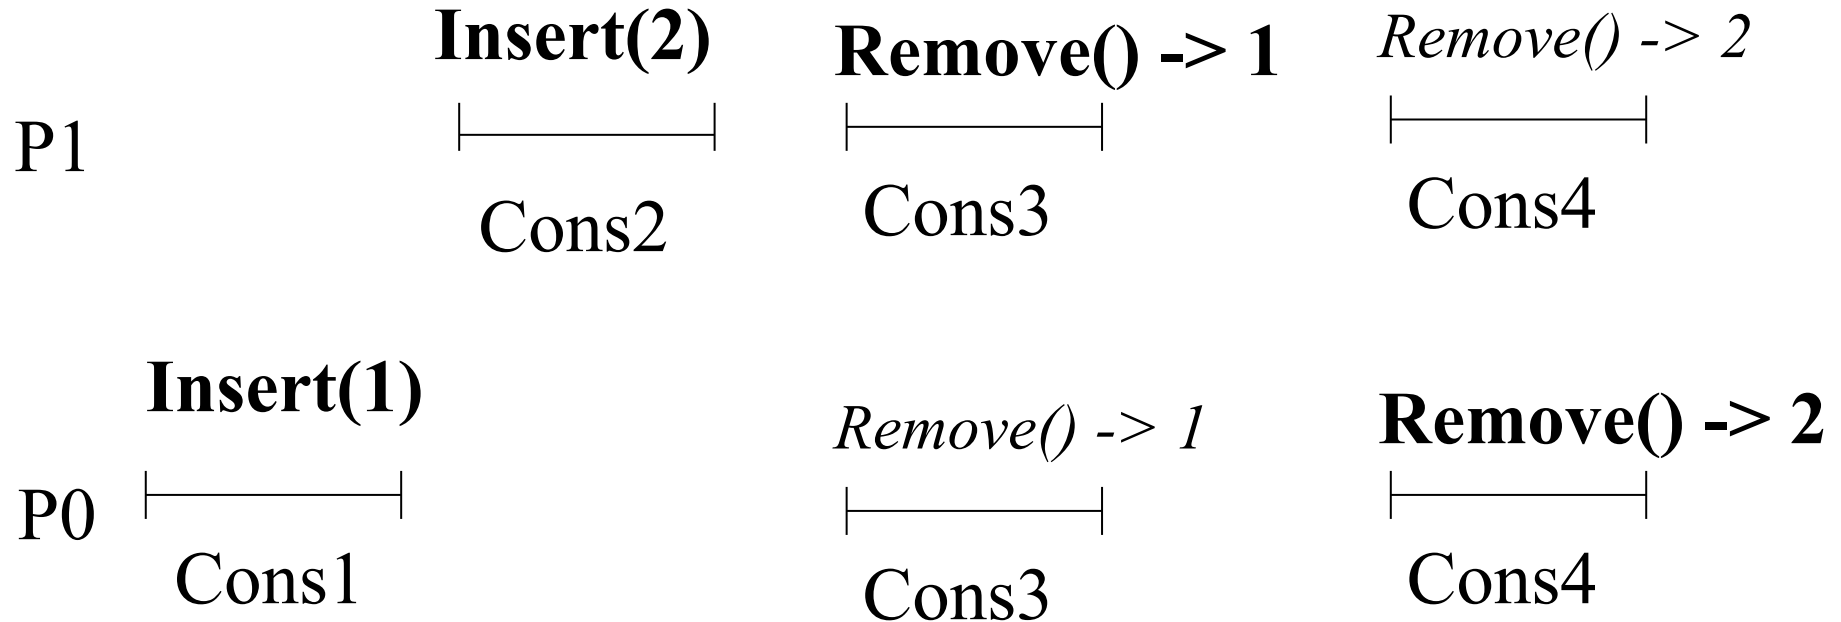 Insert(2) Remove() -> 1 Remove() -> 2
P1
Cons2 Cons3 Cons4
Insert(1) Remove() -> 1 Remove() -> 2
P0
Cons1 Cons3 Cons4